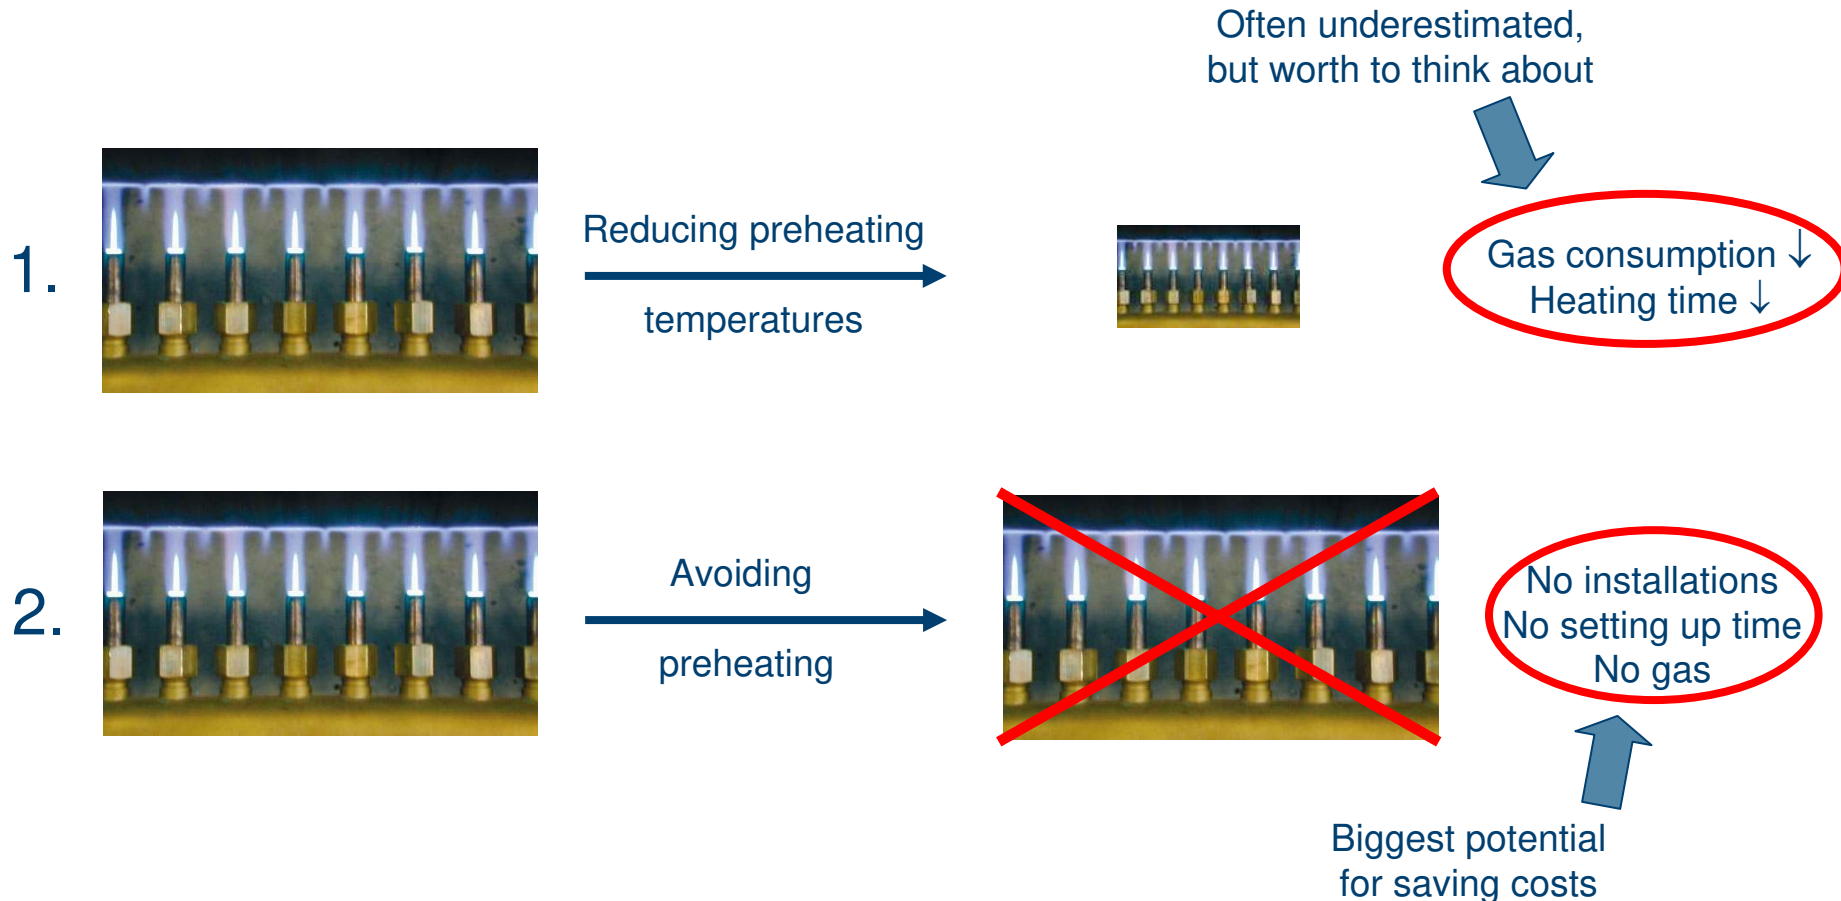 Often underestimated,
but worth to think about
1.
Reducing preheating
temperatures
Gas consumption ↓
Heating time ↓
2.
Avoiding
preheating
No installations
No setting up time
No gas
Biggest potential
for saving costs